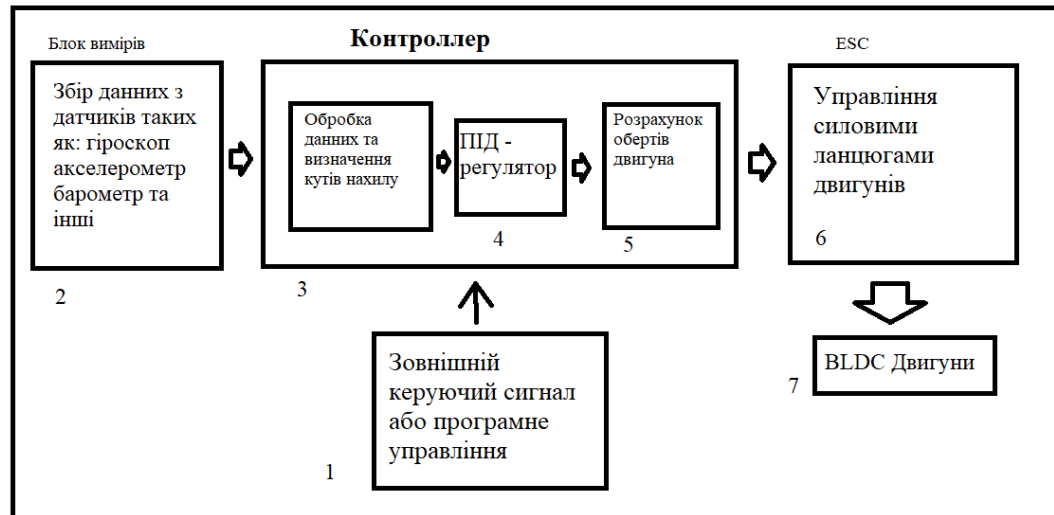 Блок вимірів
Збір данних з
датчиків таких
як: гіроскоп
акселерометр
барометр та
інші
2
Контроллер
Обробка
данних та
визначення
кутів нахилу
3
ПІД -
регулятор
4
Розрахунок
обертів
двигуна
5
ESC
Управління
силовими
ланцюгами
двигунів
6
Зовнішній
керуючий сигнал
або програмне
управління
1
BLDC Двигуни
7